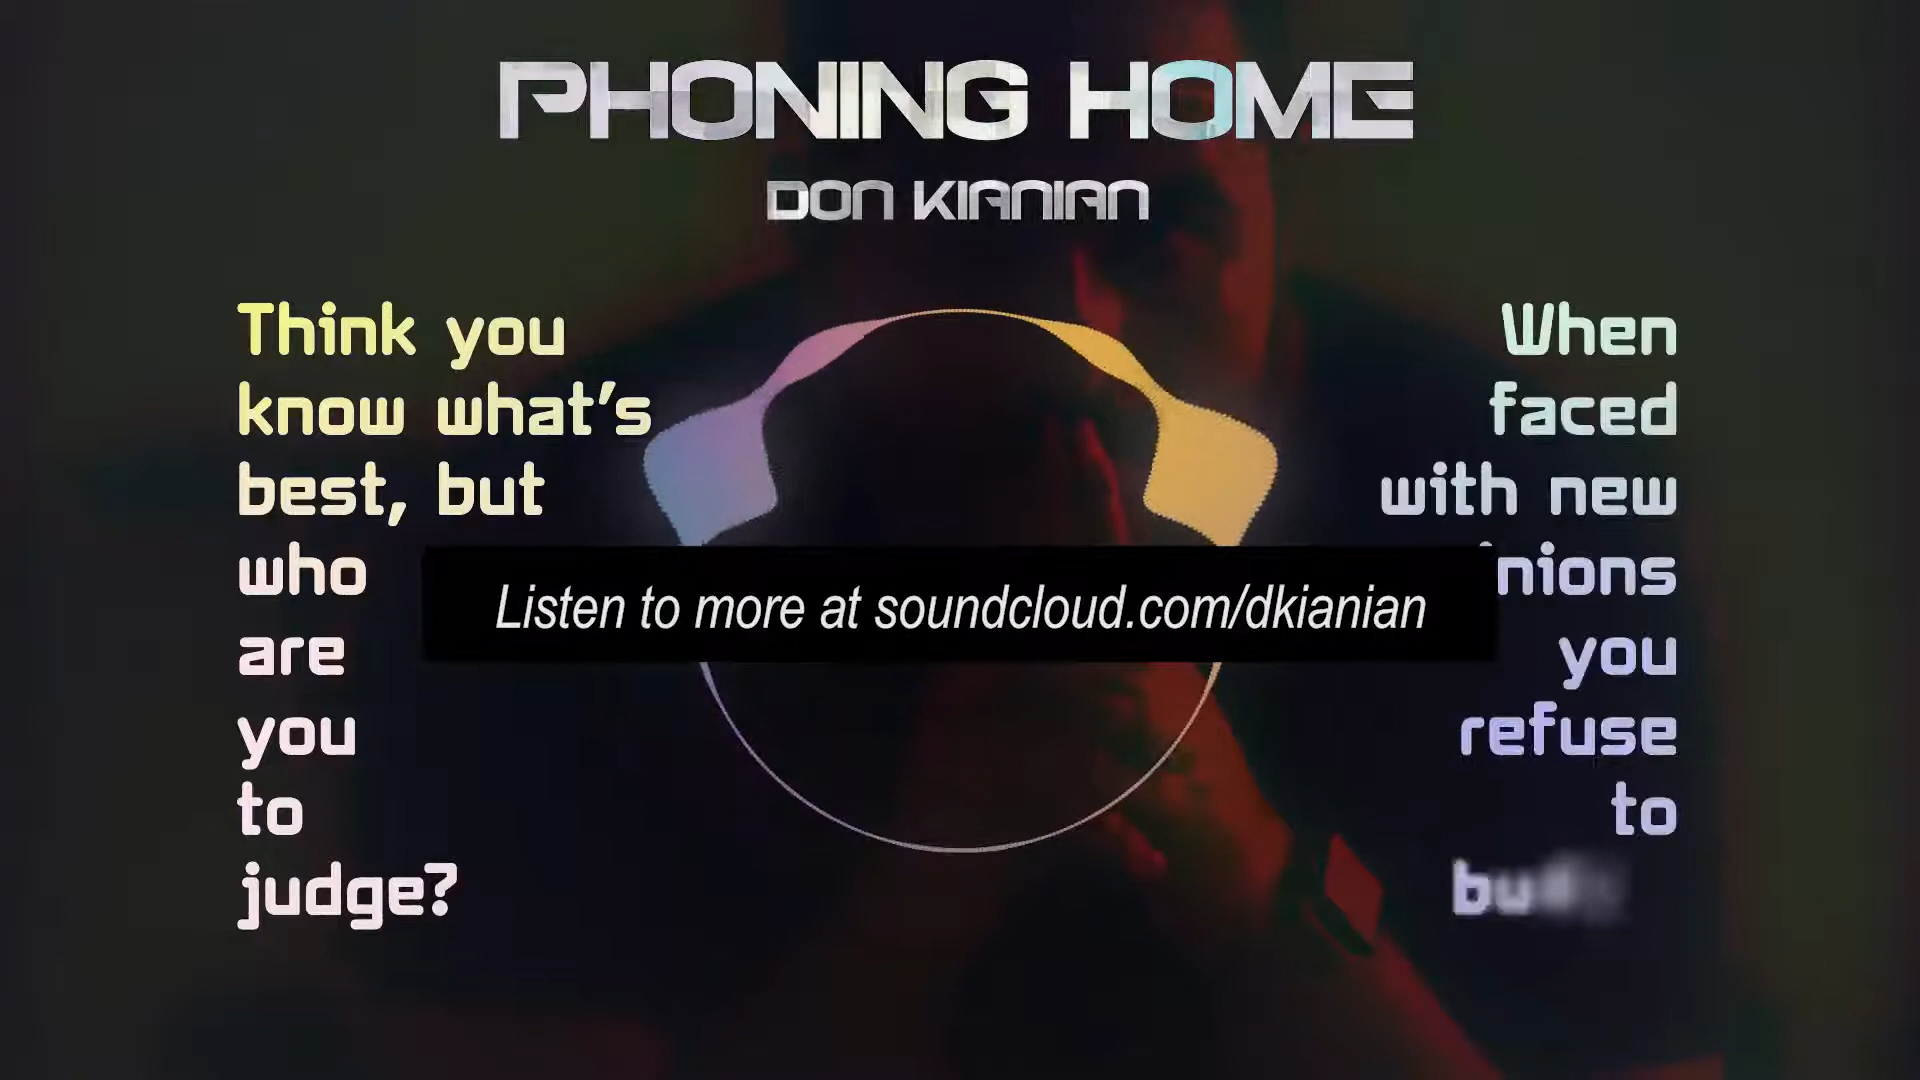 PHONING HOME
DON KIANIAN
Think you
know what's
best, but
who
are
you
to
judge?
When
faced
with new
nions
you
refuse
to
Listen to more at soundcloud.com/dkianian